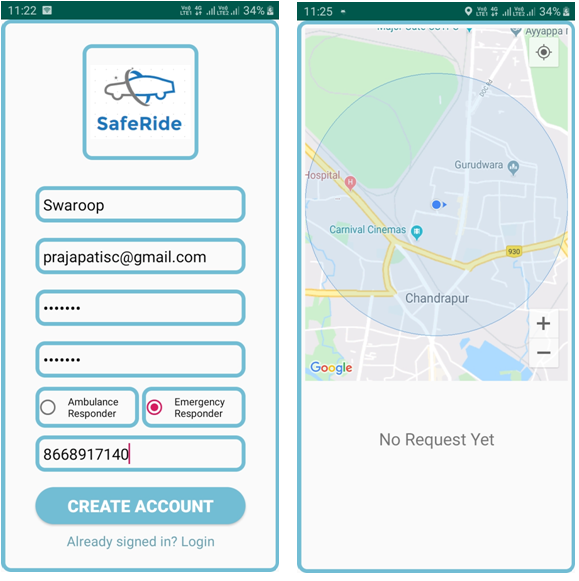 11:22
Vo) 4G Vo) 34%
LTE1 LTE2
SafeRide
Swaroop
prajapatisc@gmail.com
•••••••
•••••••
Ambulance
Responder
Emergency
Responder
8668917140
CREATE ACCOUNT
Already signed in? Login
11:25
Vo) 4G Vo) 34%
LTE1 LTE2
Ayyappa
Gurudwara
Hospital
Carnival Cinemas
930
Chandrapur
+
−
Google
No Request Yet